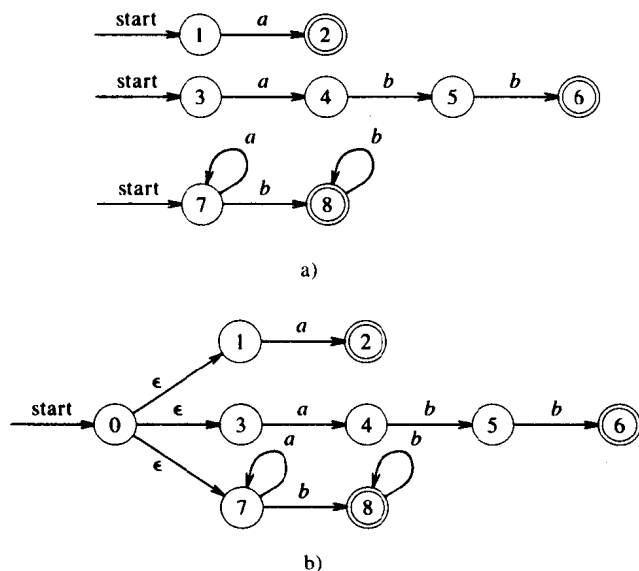 start 1 a 2
start 3 a 4 b 5 b 6
a b
start 7 b 8
a)
1 a 2
ϵ
start 0 ϵ 3 a 4 b 5 b 6
ϵ a b
7 b 8
b)